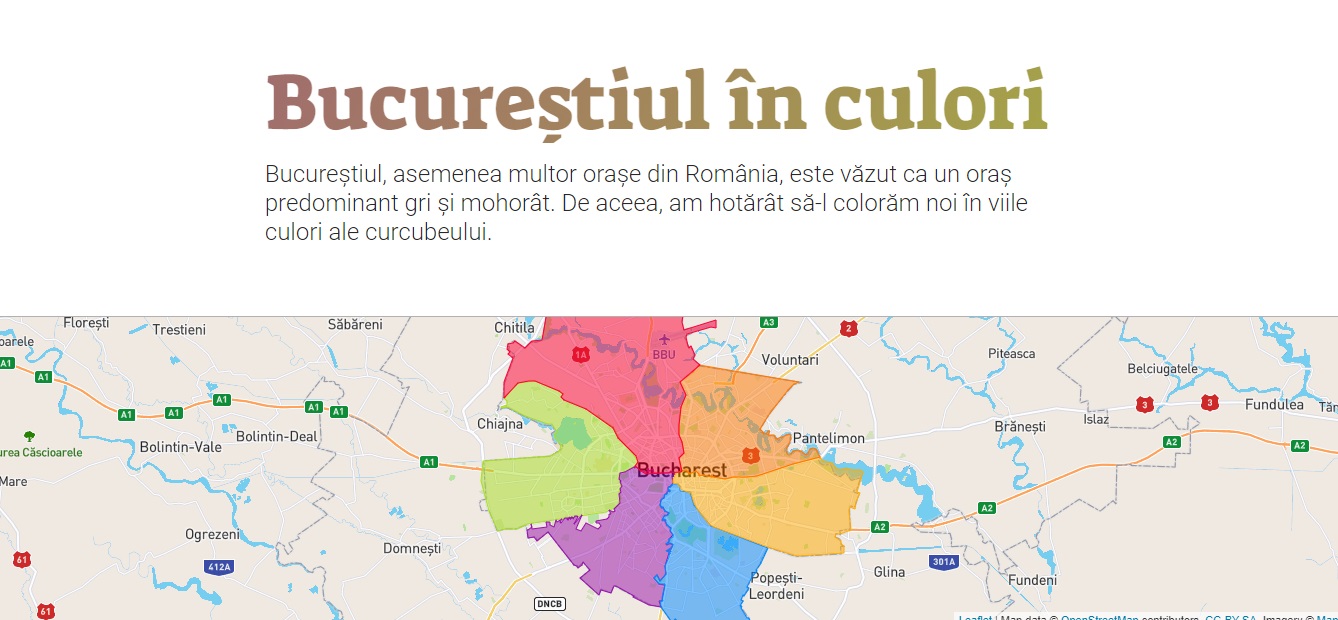 Bucureștiul în culori
Bucureștiul, asemenea multor orașe din România, este văzut ca un oraș
predominant gri și mohorât. De aceea, am hotărât să-l colorăm noi în viile
culori ale curcubeului.
Florești
Trestieni
Săbăreni
Chitila
A3
2
oarele
1A
BBU
Voluntari
Piteasca
A1
A1
Belciugatele
A1
A1
A1
A1
A1
3
3
Fundulea
Islaz
Chiajna
Brănești
Bolintin-Vale
Bolintin-Deal
Pantelimon
A2
A2
urea Căscioarele
A1
3
Bucharest
Mare
A2
Ogrezeni
A2
Domnești
61
412A
301A
Glina
Popești-
Leordeni
Fundeni
DNCB
61
Leaflet | Map data © OpenStreetMap contributors, CC-BY-SA, Imagery ©